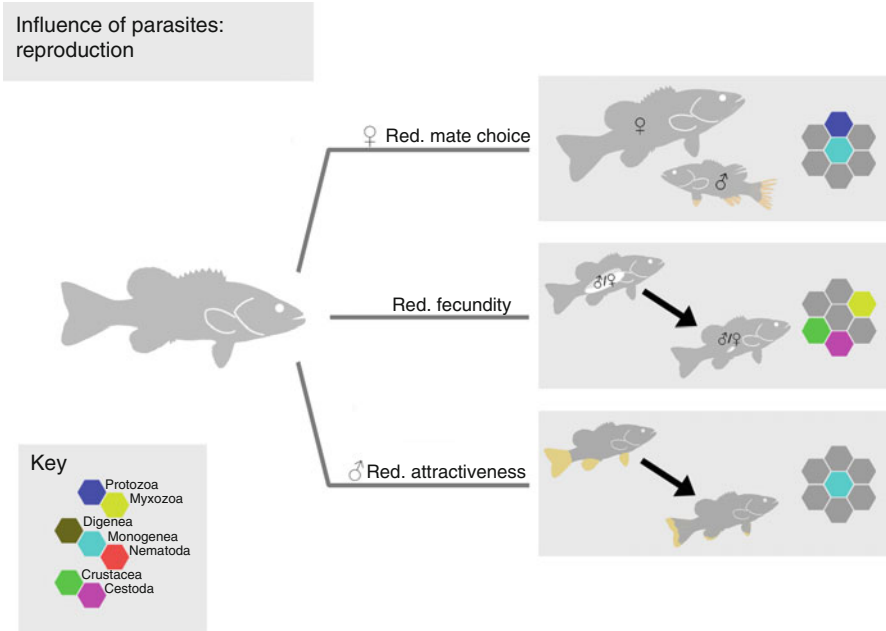 Influence of parasites:
reproduction
♀ Red. mate choice
♀
♂
Red. fecundity
♂/♀
♂/♀
♂ Red. attractiveness
Key
Protozoa
Myxozoa
Digenea
Monogenea
Nematoda
Crustacea
Cestoda